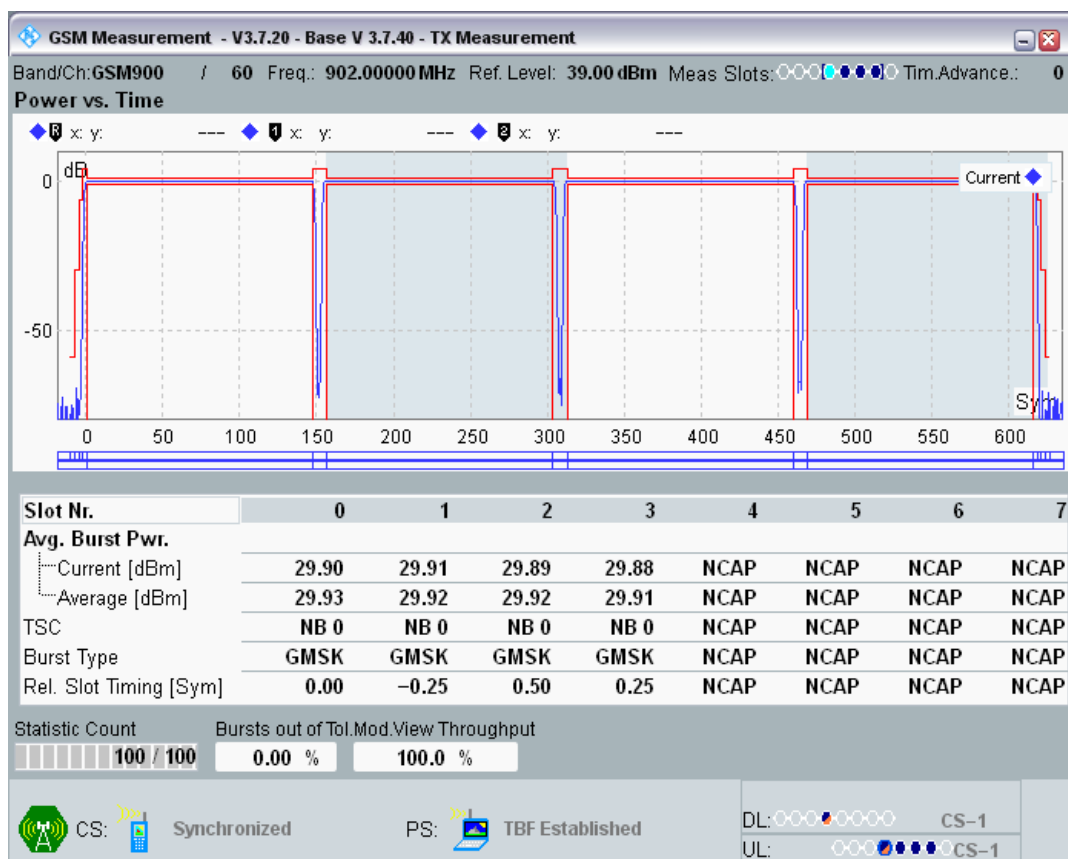 GSM Measurement - V3.7.20 - Base V 3.7.40 - TX Measurement
Band/Ch:GSM900 / 60 Freq.: 902.00000 MHz Ref. Level: 39.00 dBm Meas Slots: Tim.Advance.: 0
Power vs. Time
R x: y: --- 1 x: y: --- 2 x: y: ---
dB
Current
0
-50
Sym
0 50 100 150 200 250 300 350 400 450 500 550 600
Slot Nr. 0 1 2 3 4 5 6 7
Avg. Burst Pwr.
Current [dBm] 29.90 29.91 29.89 29.88 NCAP NCAP NCAP NCAP
Average [dBm] 29.93 29.92 29.92 29.91 NCAP NCAP NCAP NCAP
TSC NB 0 NB 0 NB 0 NB 0 NCAP NCAP NCAP NCAP
Burst Type GMSK GMSK GMSK GMSK NCAP NCAP NCAP NCAP
Rel. Slot Timing [Sym] 0.00 −0.25 0.50 0.25 NCAP NCAP NCAP NCAP
Statistic Count Bursts out of Tol.Mod.View Throughput
100 / 100 0.00 % 100.0 %
CS: Synchronized PS: TBF Established DL: CS−1
UL: CS−1